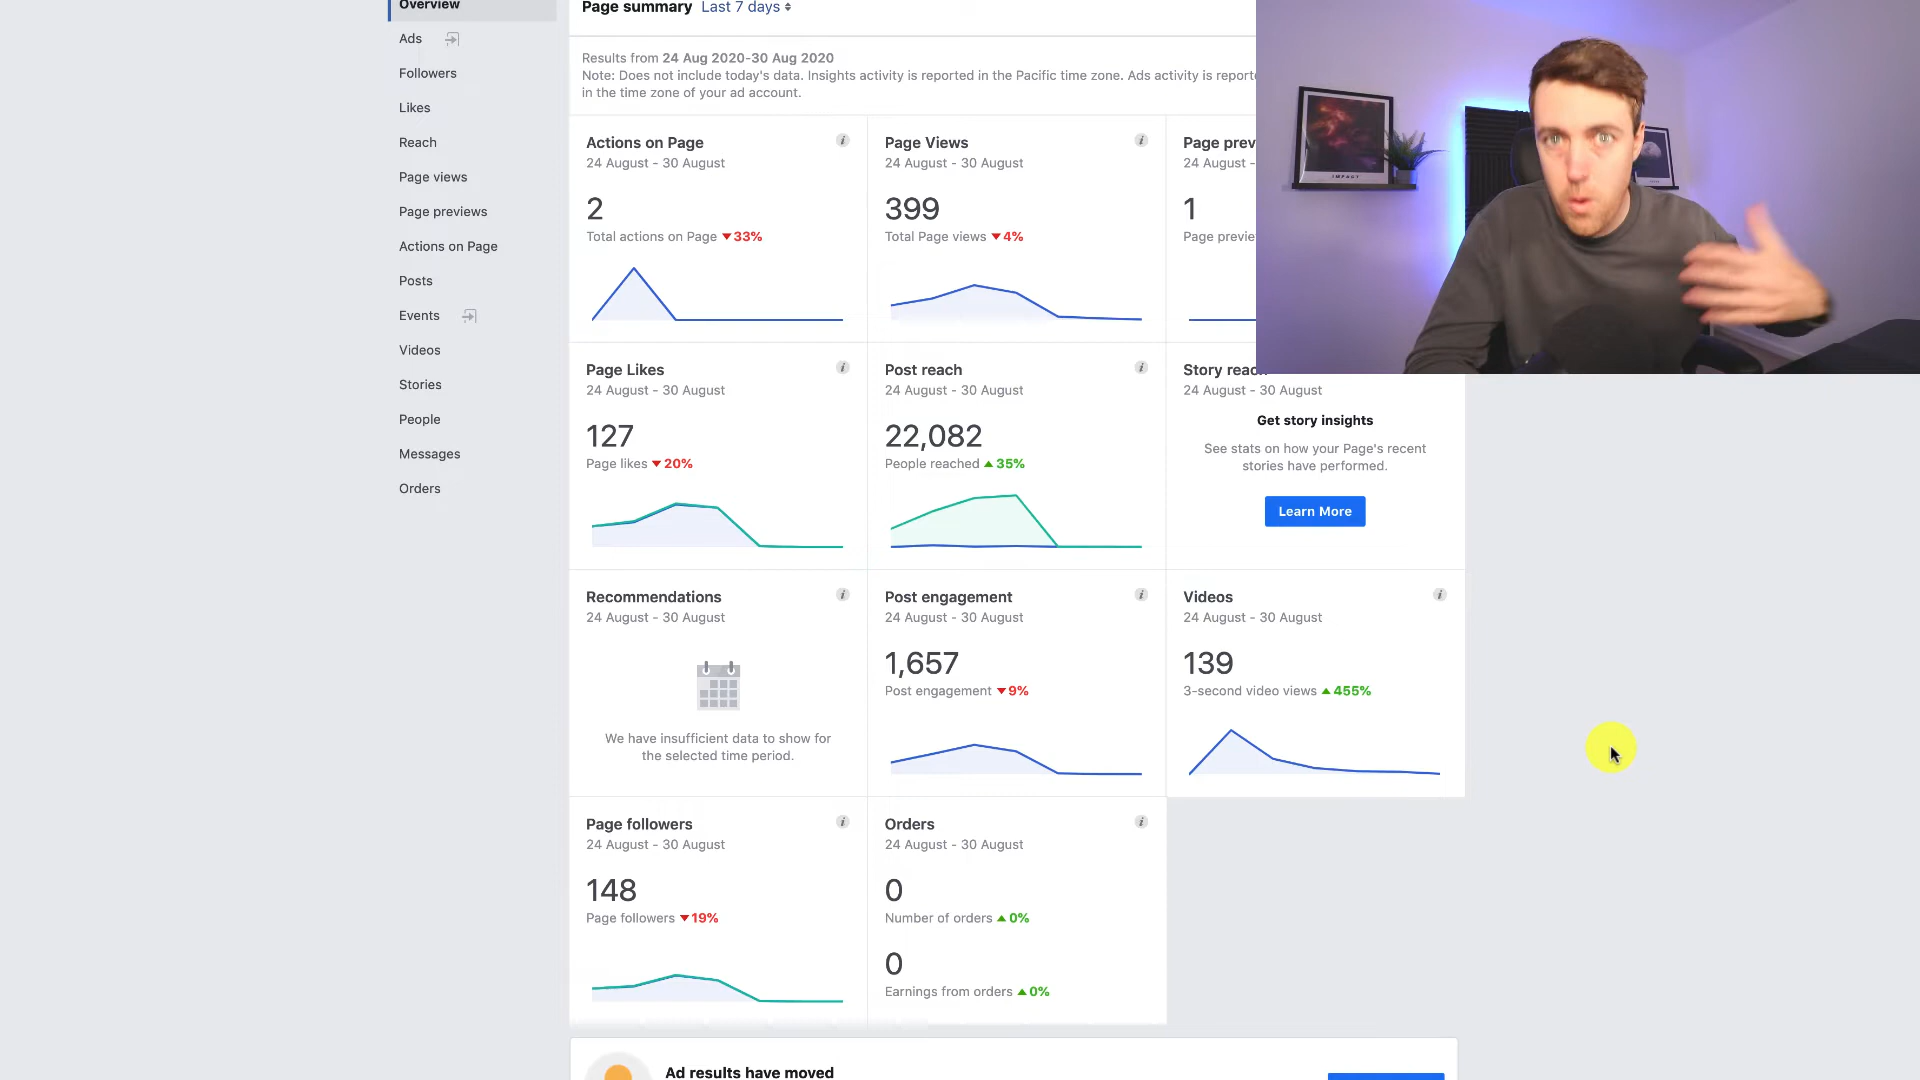 Overview
Ads
Followers
Likes
Reach
Page views
Page previews
Actions on Page
Posts
Events
Videos
Stories
People
Messages
Orders
Page summary Last 7 days
Results from 24 Aug 2020-30 Aug 2020
Note: Does not include today's data. Insights activity is reported in the Pacific time zone. Ads activity is reporte
in the time zone of your ad account.
Actions on Page
24 August - 30 August
2
Total actions on Page ▼33%
Page Views
24 August - 30 August
399
Total Page views ▼4%
Page prev
24 August -
1
Page previe
Page Likes
24 August - 30 August
127
Page likes ▼20%
Post reach
24 August - 30 August
22,082
People reached ▲35%
Story reac
24 August - 30 August
Get story insights
See stats on how your Page's recent
stories have performed.
Learn More
Recommendations
24 August - 30 August
We have insufficient data to show for
the selected time period.
Post engagement
24 August - 30 August
1,657
Post engagement ▼9%
Videos
24 August - 30 August
139
3-second video views ▲455%
Page followers
24 August - 30 August
148
Page followers ▼19%
Orders
24 August - 30 August
0
Number of orders ▲0%
0
Earnings from orders ▲0%
Ad results have moved
IMPACT